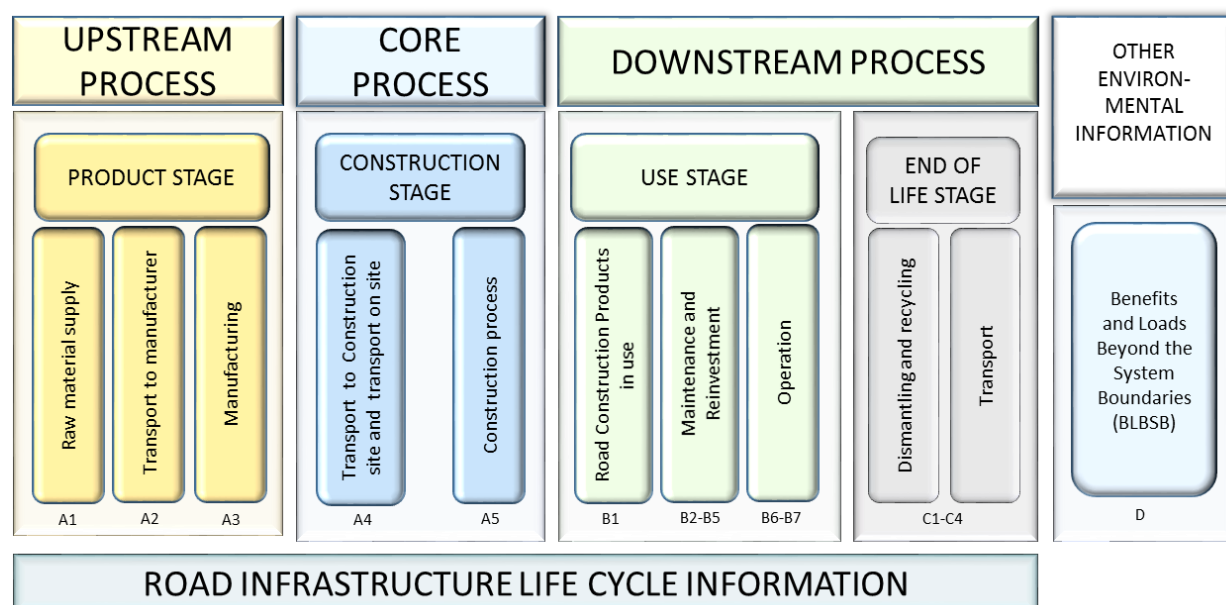 UPSTREAM
PROCESS
CORE
PROCESS
DOWNSTREAM PROCESS
OTHER
ENVIRON-
MENTAL
INFORMATION
PRODUCT STAGE
CONSTRUCTION
STAGE
USE STAGE
END OF
LIFE STAGE
Raw material supply
Transport to manufacturer
Manufacturing
Transport to Construction
site and transport on site
Construction process
Road Construction Products
in use
Maintenance and
Reinvestment
Operation
Dismantling and recycling
Transport
Benefits
and Loads
Beyond the
System
Boundaries
(BLBSB)
A1
A2
A3
A4
A5
B1
B2-B5
B6-B7
C1-C4
D
ROAD INFRASTRUCTURE LIFE CYCLE INFORMATION